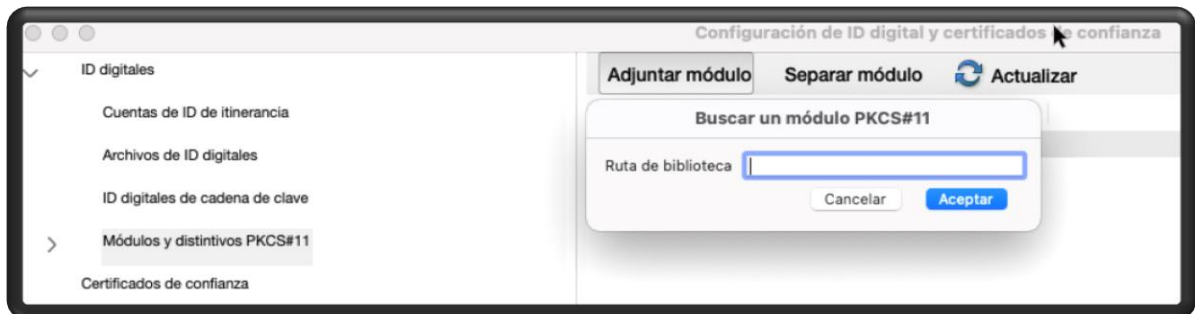 Configuración de ID digital y certificados de confianza
ID digitales
Cuentas de ID de itinerancia
Archivos de ID digitales
ID digitales de cadena de clave
Módulos y distintivos PKCS#11
Certificados de confianza
Adjuntar módulo Separar módulo Actualizar
Buscar un módulo PKCS#11
Ruta de biblioteca
Cancelar Aceptar